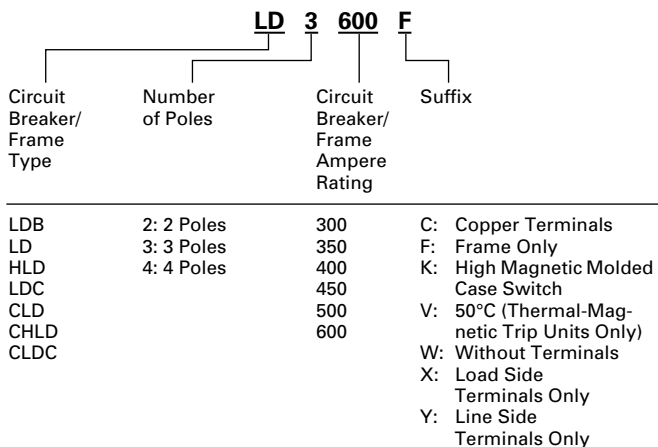 LD 3 600 F
Circuit Breaker/ Frame Type
Number of Poles
Circuit Breaker/ Frame Ampere Rating
Suffix
LDB
LD
HLD
LDC
CLD
CHLD
CLDC
2: 2 Poles
3: 3 Poles
4: 4 Poles
300
350
400
450
500
600
C: Copper Terminals
F: Frame Only
K: High Magnetic Molded
Case Switch
V: 50°C (Thermal-Mag-
netic Trip Units Only)
W: Without Terminals
X: Load Side
Terminals Only
Y: Line Side
Terminals Only